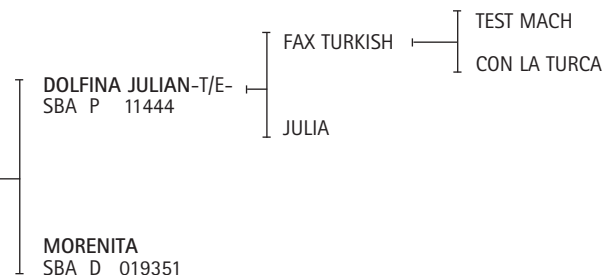 TEST MACH
FAX TURKISH
CON LA TURCA
DOLFINA JULIAN-T/E-
SBA P 11444
JULIA
MORENITA
SBA D 019351